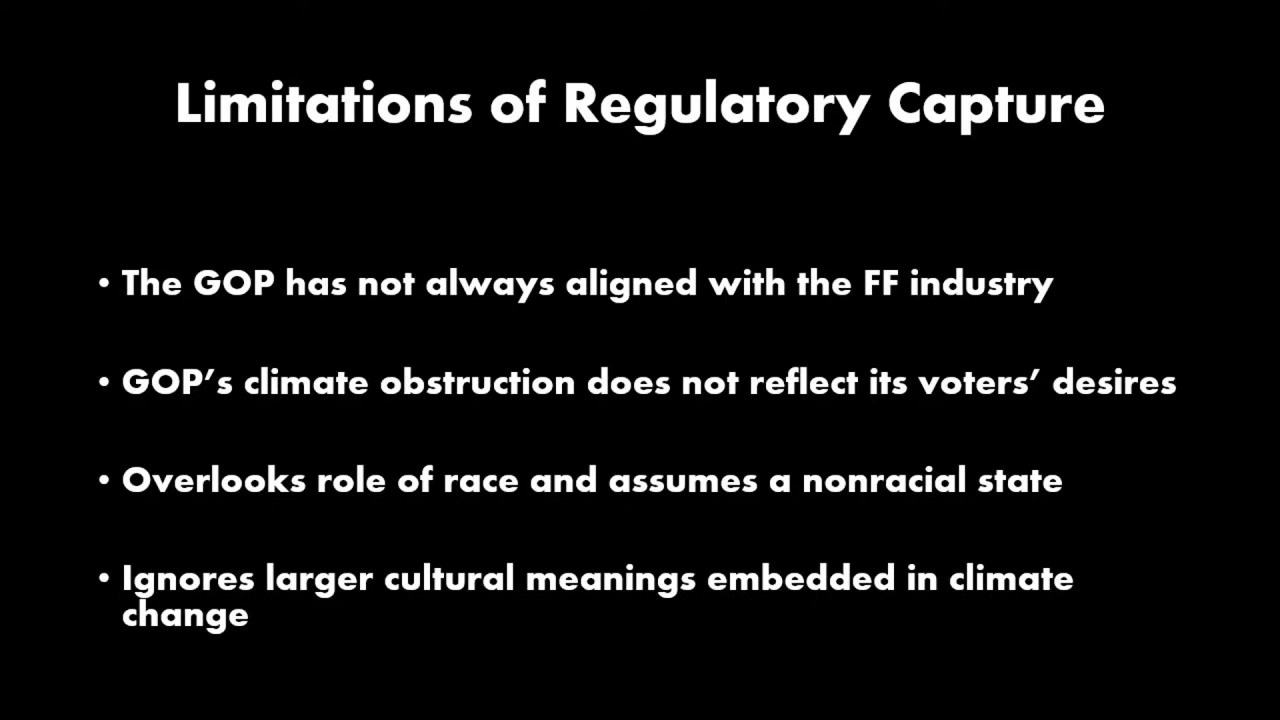 Limitations of Regulatory Capture
• The GOP has not always aligned with the FF industry
• GOP’s climate obstruction does not reflect its voters’ desires
• Overlooks role of race and assumes a nonracial state
• Ignores larger cultural meanings embedded in climate
change